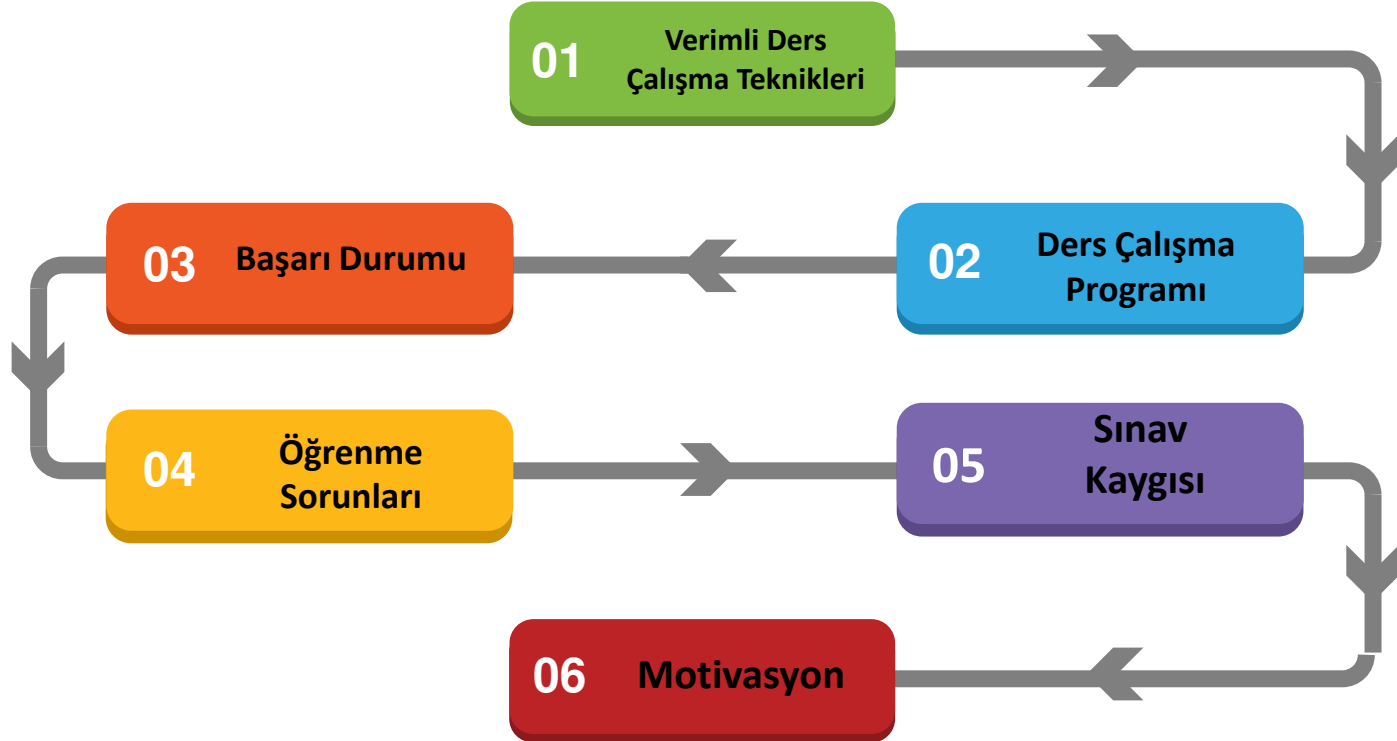 01
Verimli Ders
Çalışma Teknikleri
02
Ders Çalışma
Programı
03
Başarı Durumu
04
Öğrenme
Sorunları
05
Sınav
Kaygısı
06
Motivasyon